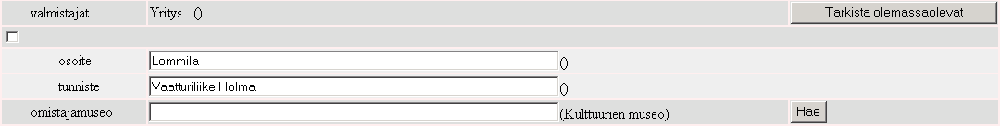 valmistajat Yritys () Tarkista olemassaolevat
osoite Lommila ()
tunniste Vaatturiliike Holma ()
omistajamuseo (Kulttuurien museo) Hae